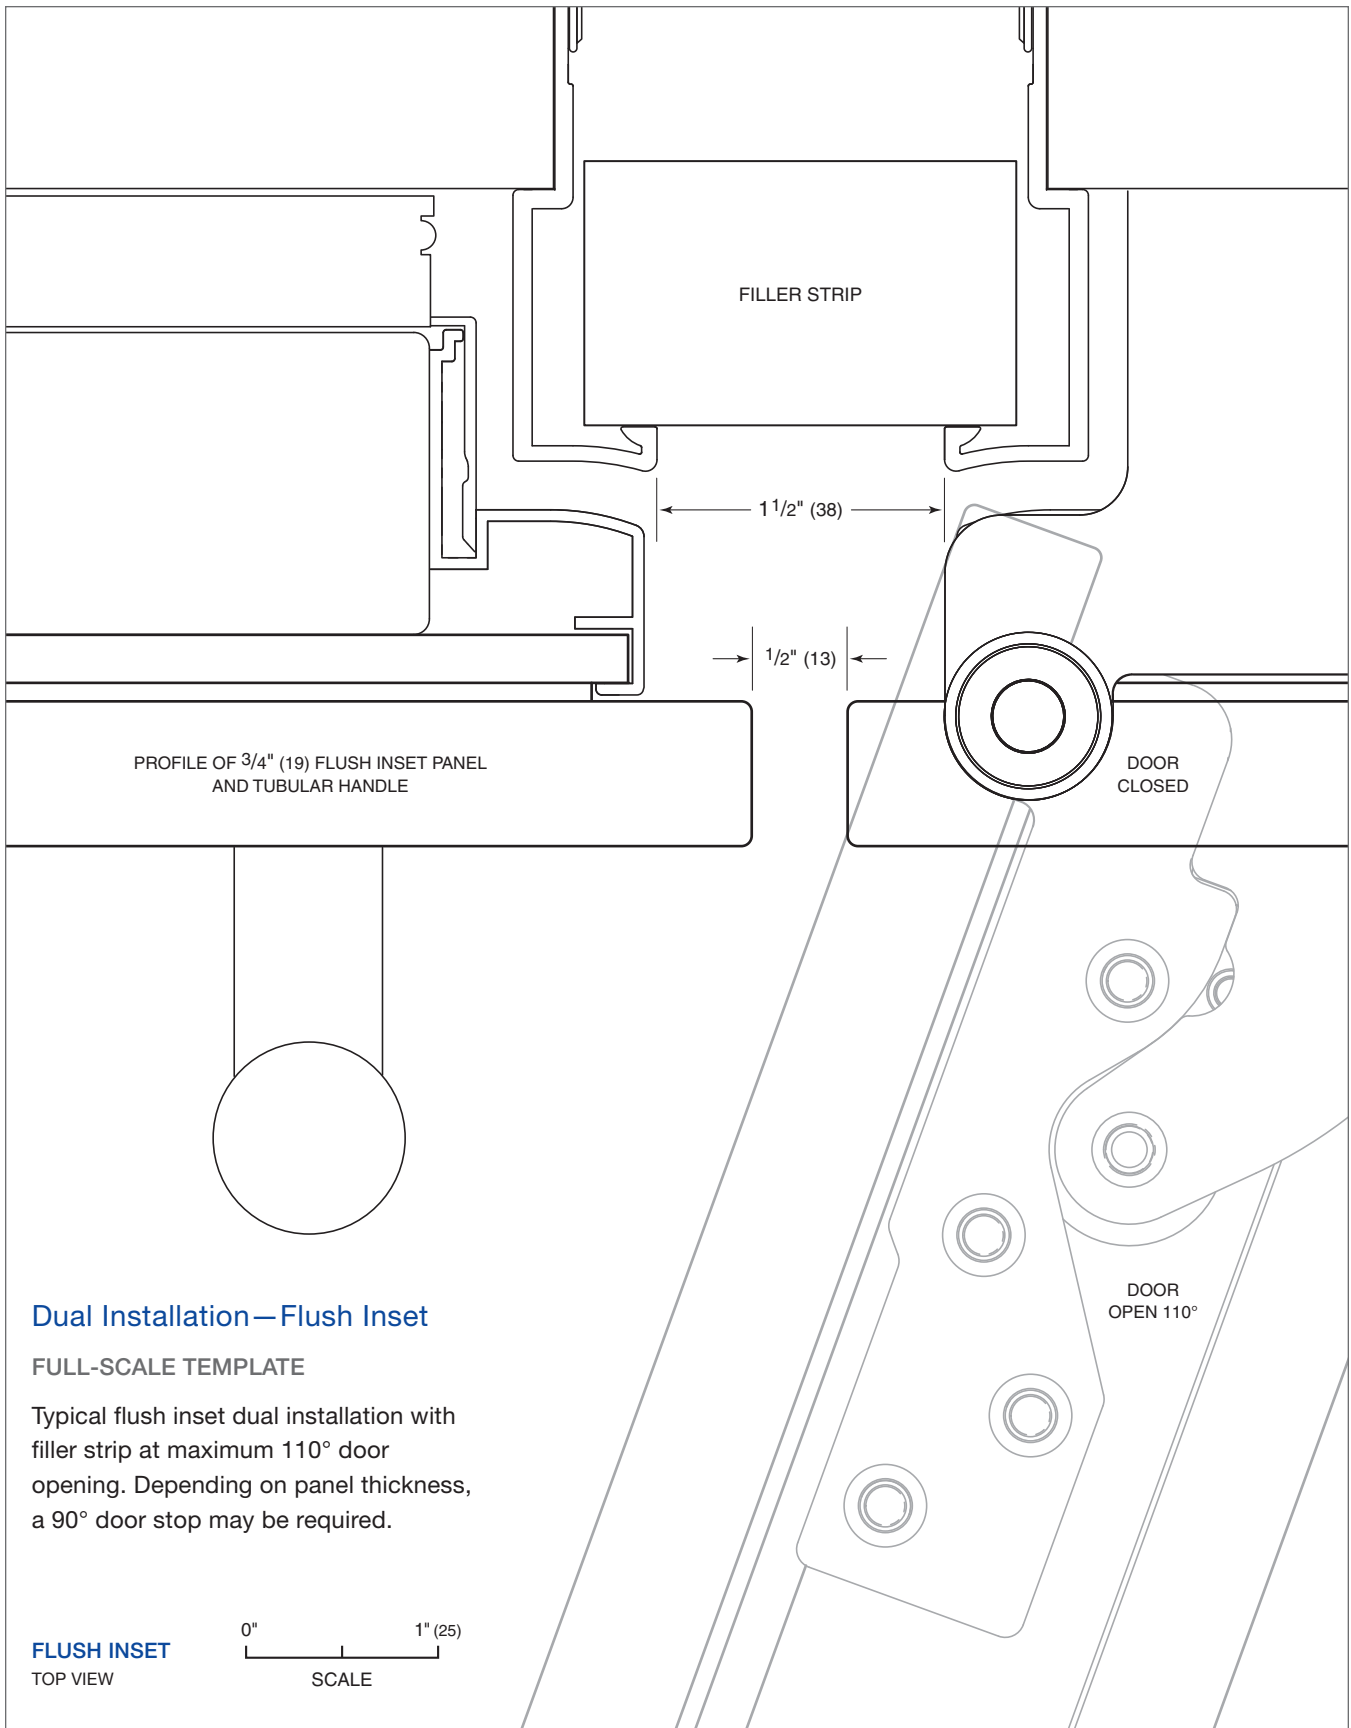 FILLER STRIP
1 1/2" (38)
1/2" (13)
PROFILE OF 3/4" (19) FLUSH INSET PANEL
AND TUBULAR HANDLE
DOOR
CLOSED
DOOR
OPEN 110°
Dual Installation—Flush Inset
FULL-SCALE TEMPLATE
Typical flush inset dual installation with
filler strip at maximum 110° door
opening. Depending on panel thickness,
a 90° door stop may be required.
0" 1" (25)
FLUSH INSET
TOP VIEW
SCALE